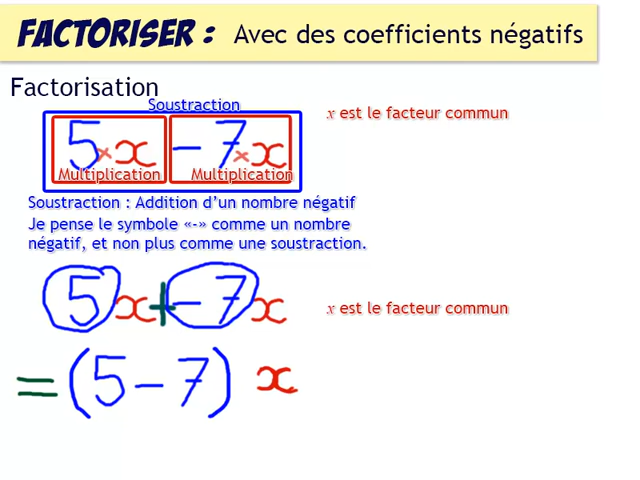 FACTORISER : Avec des coefficients négatifs
Factorisation
Soustraction
x est le facteur commun
5 × x − 7 × x
Multiplication Multiplication
Soustraction : Addition d’un nombre négatif
Je pense le symbole «-» comme un nombre
négatif, et non plus comme une soustraction.
5x + − 7x
x est le facteur commun
= (5 − 7) x